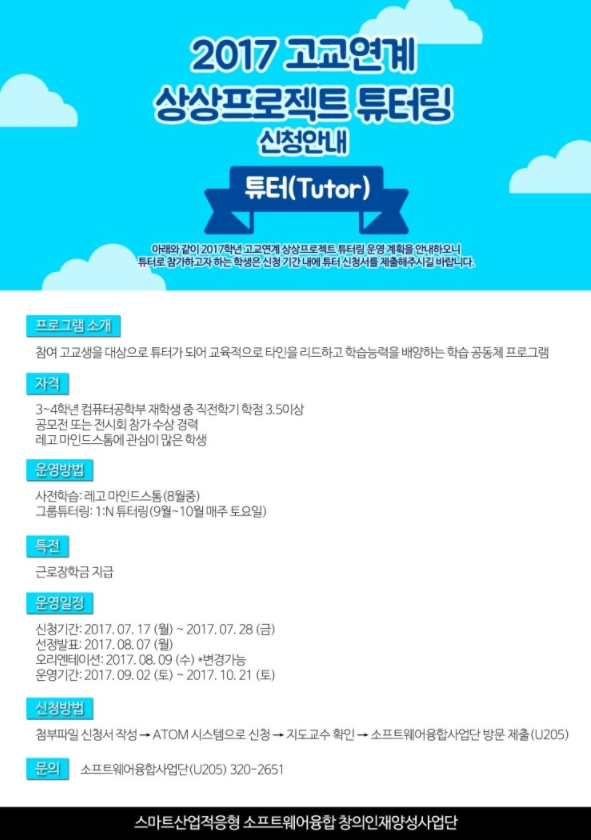 2017 고교연계
상상프로젝트 튜터링
신청안내
튜터(Tutor)
아래와 같이 2017학년 고교연계 상상프로젝트 튜터링 운영 계획을 안내하오니
튜터로 참가하고자 하는 학생은 신청 기간 내에 튜터 신청서를 제출해주시길 바랍니다.
프로그램 소개
참여 고교생을 대상으로 튜터가 되어 교육적으로 타인을 리드하고 학습능력을 배양하는 학습 공동체 프로그램
자격
3~4학년 컴퓨터공학부 재학생 중 직전학기 학점 3.5이상
공모전 또는 전시회 참가 수상 경력
레고 마인드스톰에 관심이 많은 학생
운영방법
사전학습: 레고 마인드스톰(8월중)
그룹튜터링: 1:N 튜터링(9월~10월 매주 토요일)
특전
근로장학금 지급
운영일정
신청기간: 2017. 07. 17 (월) ~ 2017. 07. 28 (금)
선정발표: 2017. 08. 07 (월)
오리엔테이션: 2017. 08. 09 (수) *변경가능
운영기간: 2017. 09. 02 (토) ~ 2017. 10. 21 (토)
신청방법
첨부파일 신청서 작성 → ATOM 시스템으로 신청 → 지도교수 확인 → 소프트웨어융합사업단 방문 제출(U205)
문의 소프트웨어융합사업단(U205) 320-2651
스마트산업적응형 소프트웨어융합 창의인재양성사업단